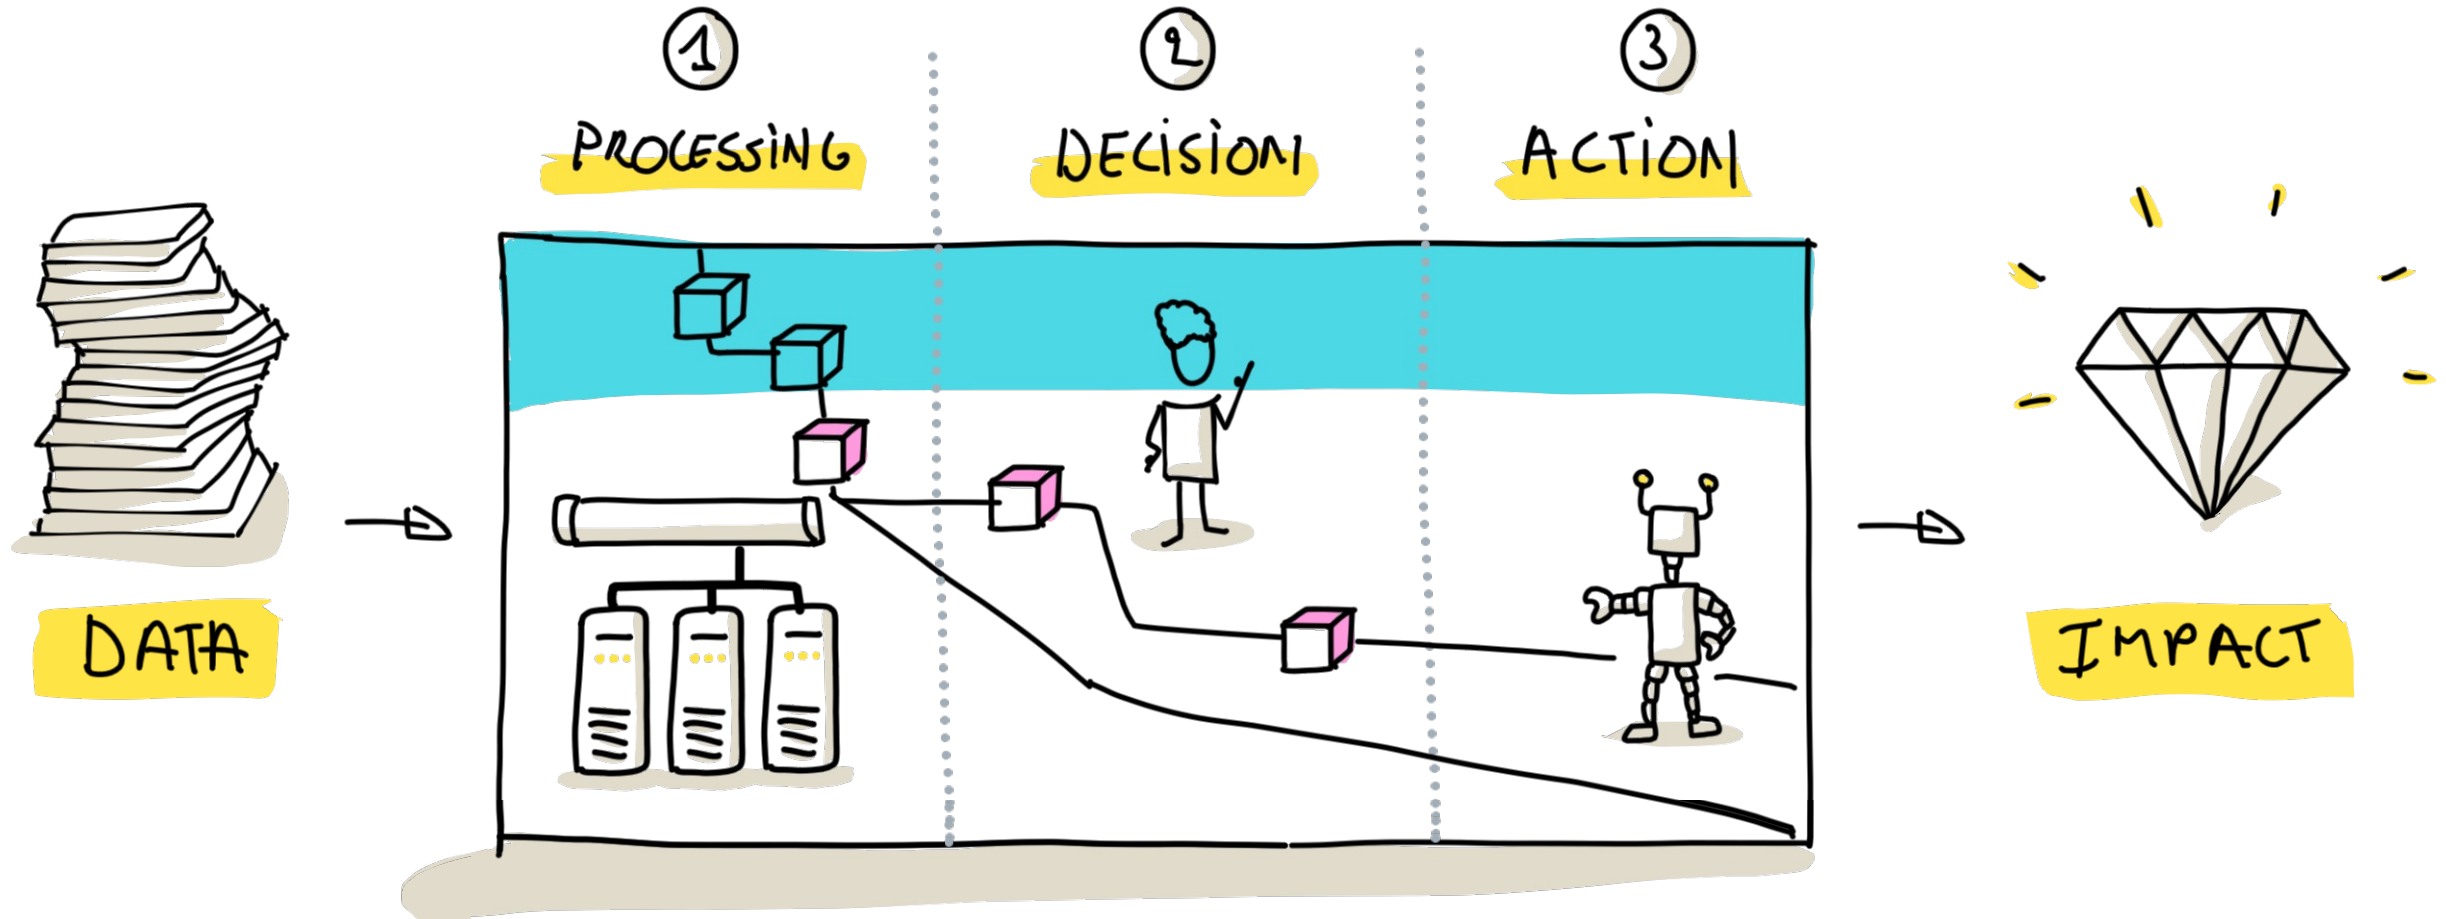 1
2
3
PROCESSING
DECISION
ACTION
DATA
IMPACT